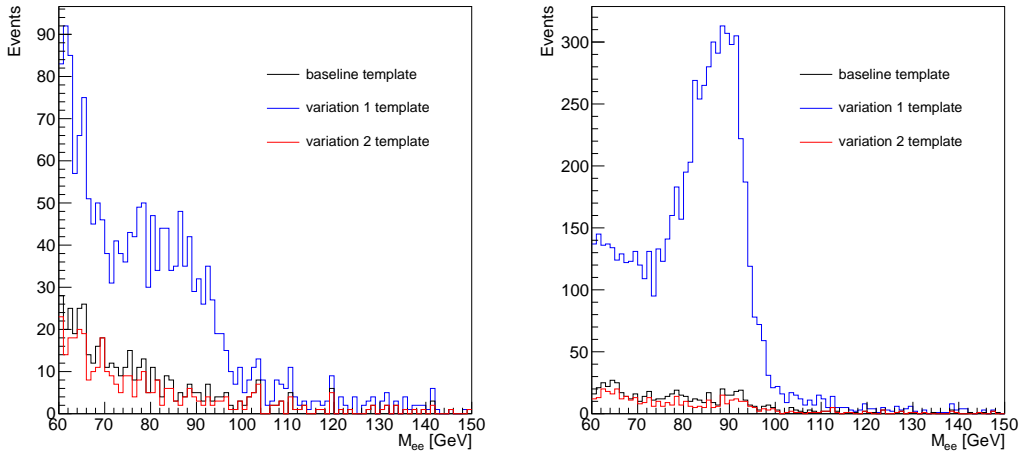 Events
90
80
70
60
50
40
30
20
10
0
60 70 80 90 100 110 120 130 140 150
M_ee [GeV]
baseline template
variation 1 template
variation 2 template
Events
300
250
200
150
100
50
0
60 70 80 90 100 110 120 130 140 150
M_ee [GeV]
baseline template
variation 1 template
variation 2 template